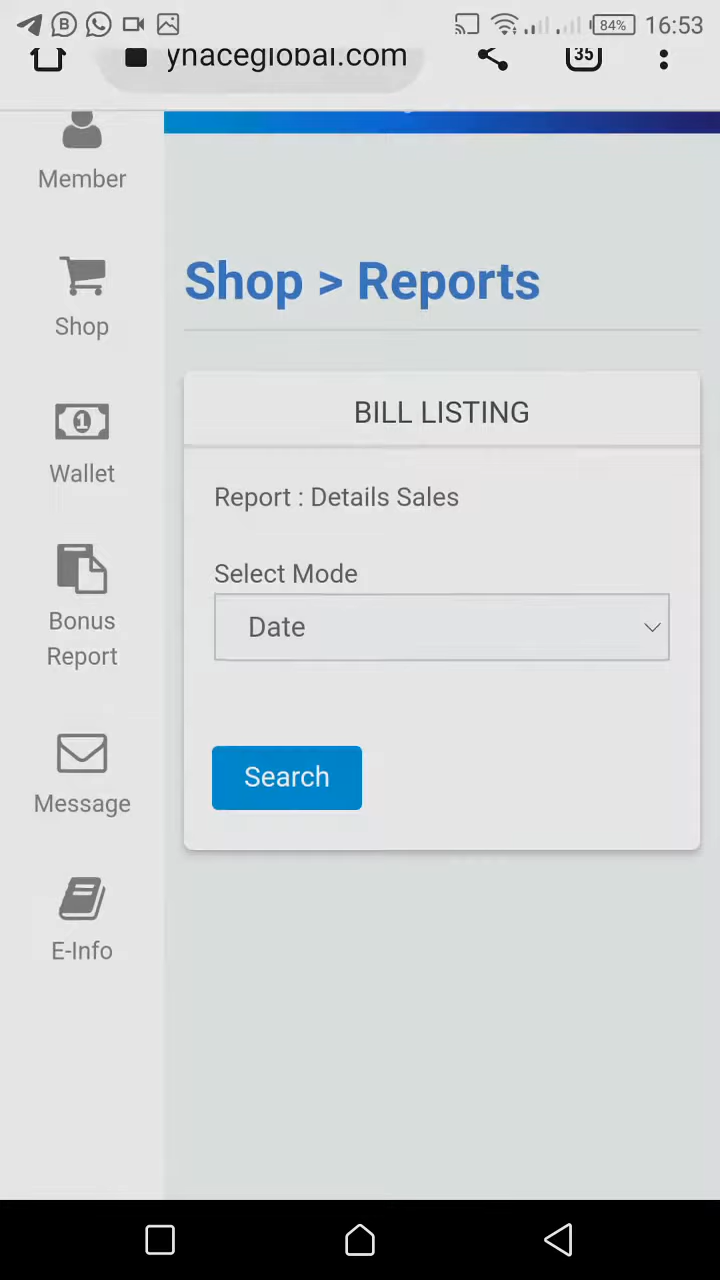 84%
16:53
ynaceglobal.com
35
Member
Shop
Wallet
Bonus
Report
Message
E-Info
Shop > Reports
BILL LISTING
Report : Details Sales
Select Mode
Date
Search